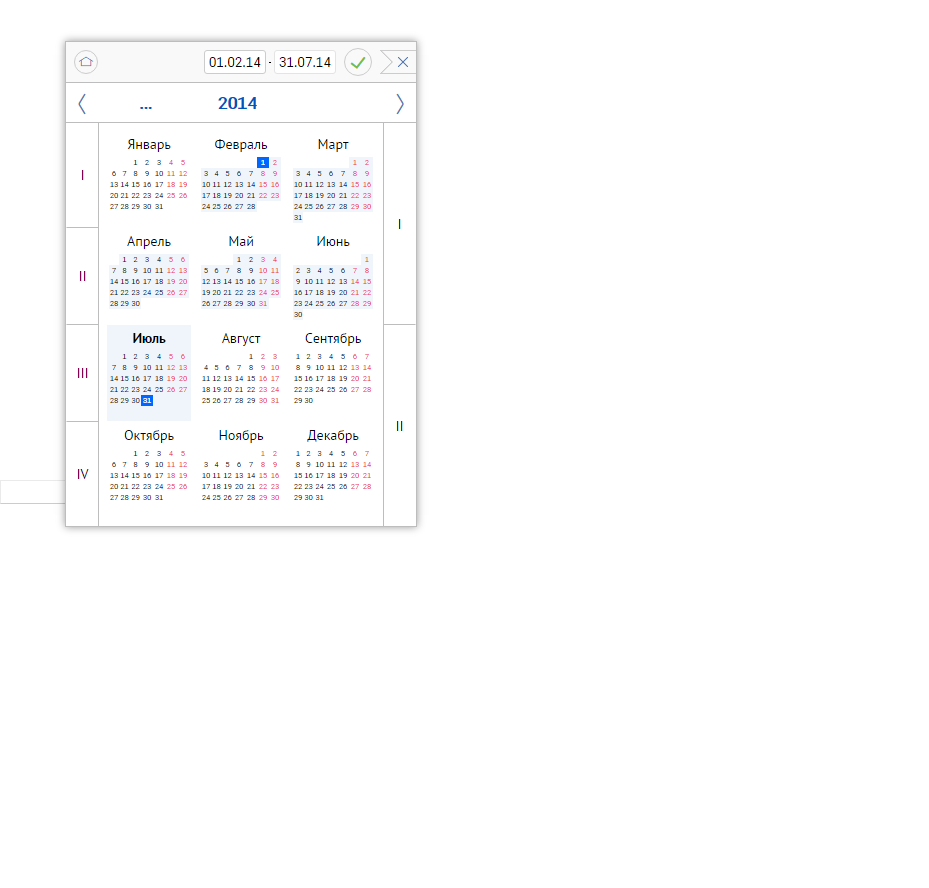 01.02.14 - 31.07.14
... 2014
Январь Февраль Март
1 2 3 4 5 1 2 1 2
6 7 8 9 10 11 12 3 4 5 6 7 8 9 3 4 5 6 7 8 9
I 13 14 15 16 17 18 19 10 11 12 13 14 15 16 10 11 12 13 14 15 16
20 21 22 23 24 25 26 17 18 19 20 21 22 23 17 18 19 20 21 22 23
27 28 29 30 31 24 25 26 27 28 24 25 26 27 28 29 30
31 I
Апрель Май Июнь
1 2 3 4 5 6 1 2 3 4 1
7 8 9 10 11 12 13 5 6 7 8 9 10 11 2 3 4 5 6 7 8
II 14 15 16 17 18 19 20 12 13 14 15 16 17 18 9 10 11 12 13 14 15
21 22 23 24 25 26 27 19 20 21 22 23 24 25 16 17 18 19 20 21 22
28 29 30 26 27 28 29 30 31 23 24 25 26 27 28 29
30
Июль Август Сентябрь
1 2 3 4 5 6 1 2 3 1 2 3 4 5 6 7
7 8 9 10 11 12 13 4 5 6 7 8 9 10 8 9 10 11 12 13 14
III 14 15 16 17 18 19 20 11 12 13 14 15 16 17 15 16 17 18 19 20 21
21 22 23 24 25 26 27 18 19 20 21 22 23 24 22 23 24 25 26 27 28
28 29 30 31 25 26 27 28 29 30 31 29 30
II
Октябрь Ноябрь Декабрь
1 2 3 4 5 1 2 1 2 3 4 5 6 7
6 7 8 9 10 11 12 3 4 5 6 7 8 9 8 9 10 11 12 13 14
IV 13 14 15 16 17 18 19 10 11 12 13 14 15 16 15 16 17 18 19 20 21
20 21 22 23 24 25 26 17 18 19 20 21 22 23 22 23 24 25 26 27 28
27 28 29 30 31 24 25 26 27 28 29 30 29 30 31